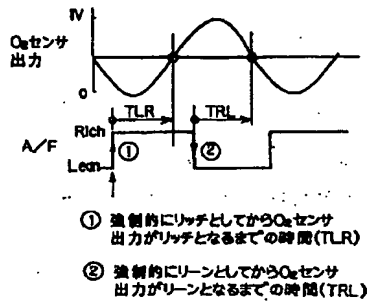 1V
O₂センサ
出力
0
TLR
TRL
Rich
A/F
①
②
Lean
① 強制的にリッチとしてからO₂センサ
出力がリッチとなるまでの時間(TLR)
② 強制的にリーンとしてからO₂センサ
出力がリーンとなるまでの時間(TRL)